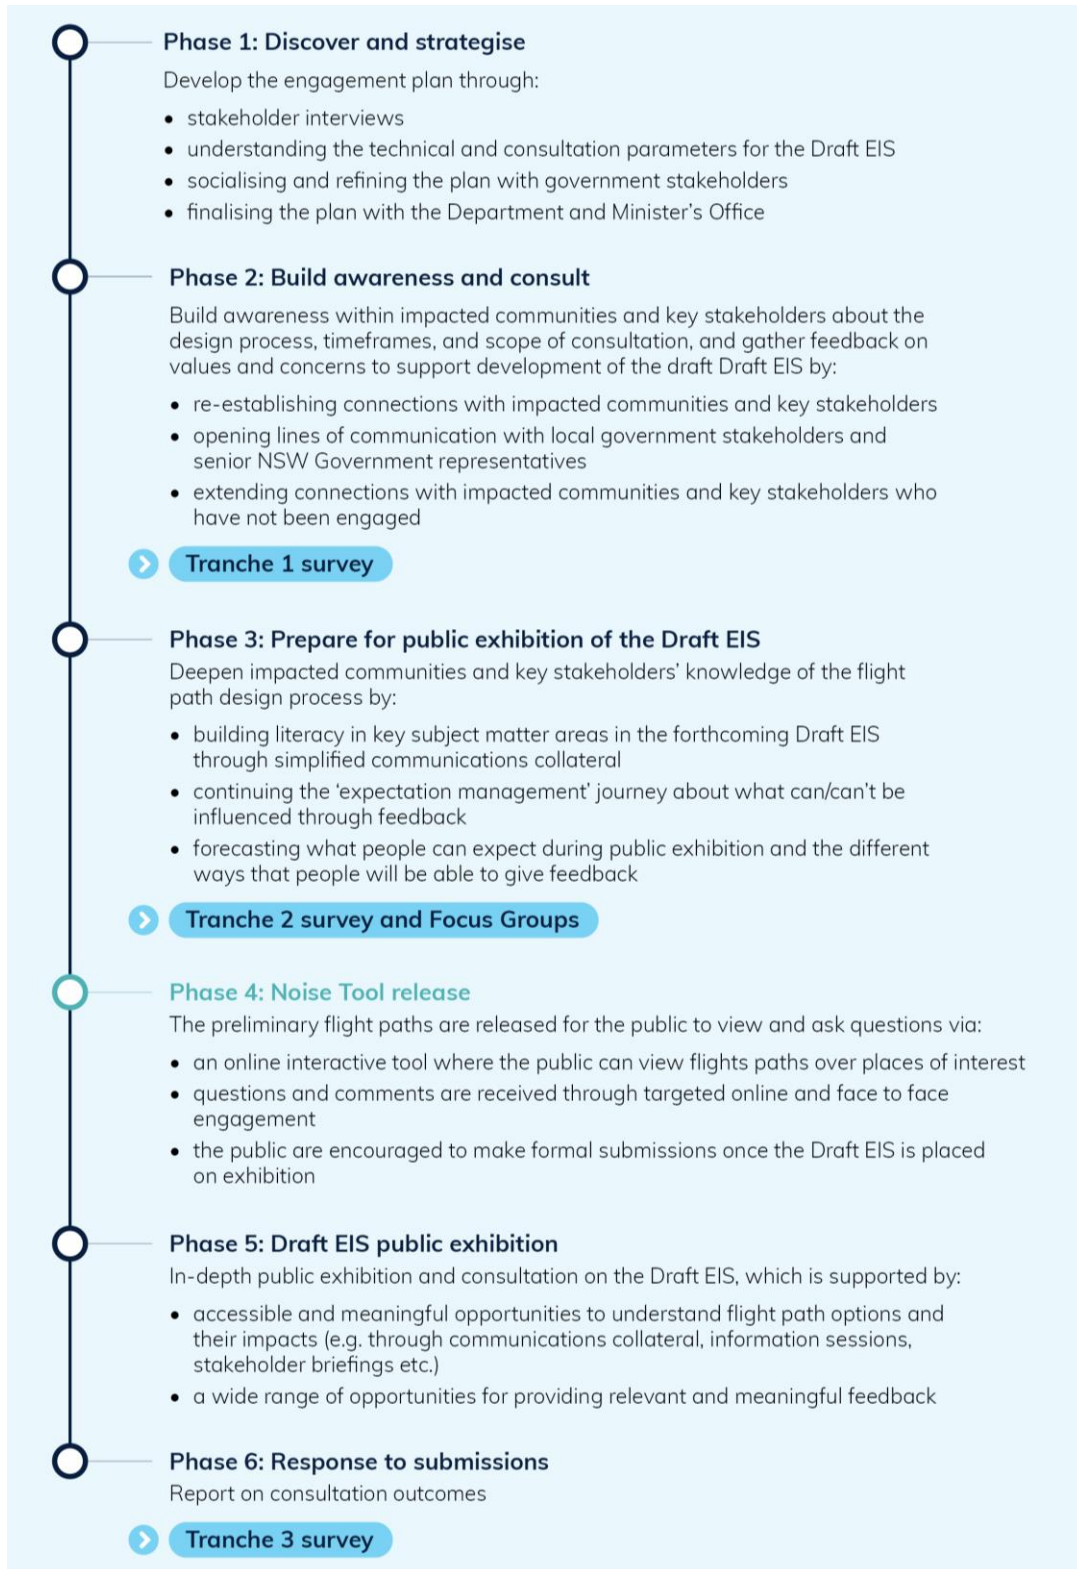 Phase 1: Discover and strategise
Develop the engagement plan through:
• stakeholder interviews
• understanding the technical and consultation parameters for the Draft EIS
• socialising and refining the plan with government stakeholders
• finalising the plan with the Department and Minister’s Office
Phase 2: Build awareness and consult
Build awareness within impacted communities and key stakeholders about the
design process, timeframes, and scope of consultation, and gather feedback on
values and concerns to support development of the draft Draft EIS by:
• re-establishing connections with impacted communities and key stakeholders
• opening lines of communication with local government stakeholders and
senior NSW Government representatives
• extending connections with impacted communities and key stakeholders who
have not been engaged
Tranche 1 survey
Phase 3: Prepare for public exhibition of the Draft EIS
Deepen impacted communities and key stakeholders’ knowledge of the flight
path design process by:
• building literacy in key subject matter areas in the forthcoming Draft EIS
through simplified communications collateral
• continuing the ‘expectation management’ journey about what can/can’t be
influenced through feedback
• forecasting what people can expect during public exhibition and the different
ways that people will be able to give feedback
Tranche 2 survey and Focus Groups
Phase 4: Noise Tool release
The preliminary flight paths are released for the public to view and ask questions via:
• an online interactive tool where the public can view flights paths over places of interest
• questions and comments are received through targeted online and face to face
engagement
• the public are encouraged to make formal submissions once the Draft EIS is placed
on exhibition
Phase 5: Draft EIS public exhibition
In-depth public exhibition and consultation on the Draft EIS, which is supported by:
• accessible and meaningful opportunities to understand flight path options and
their impacts (e.g. through communications collateral, information sessions,
stakeholder briefings etc.)
• a wide range of opportunities for providing relevant and meaningful feedback
Phase 6: Response to submissions
Report on consultation outcomes
Tranche 3 survey